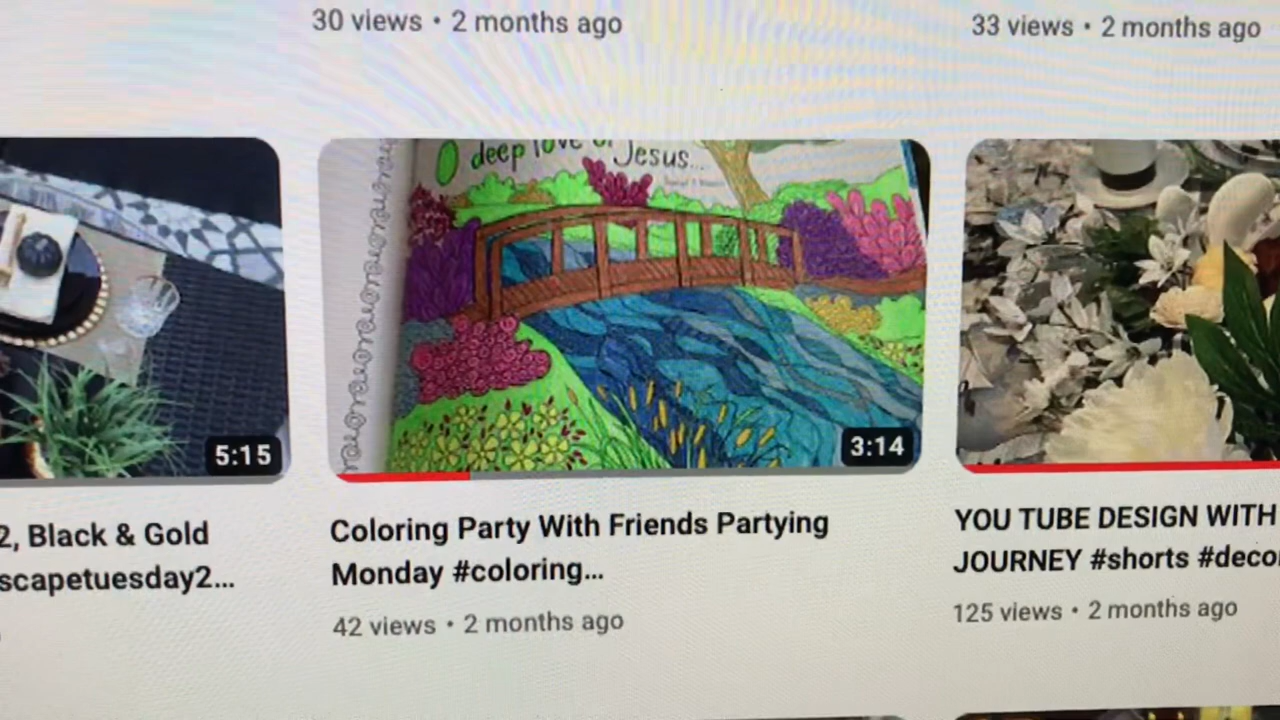 30 views • 2 months ago
33 views • 2 months ago
O deep love of
Jesus...
5:15
3:14
2, Black & Gold
scapetuesday2...
Coloring Party With Friends Partying
Monday #coloring...
42 views • 2 months ago
YOU TUBE DESIGN WITH
JOURNEY #shorts #deco
125 views • 2 months ago